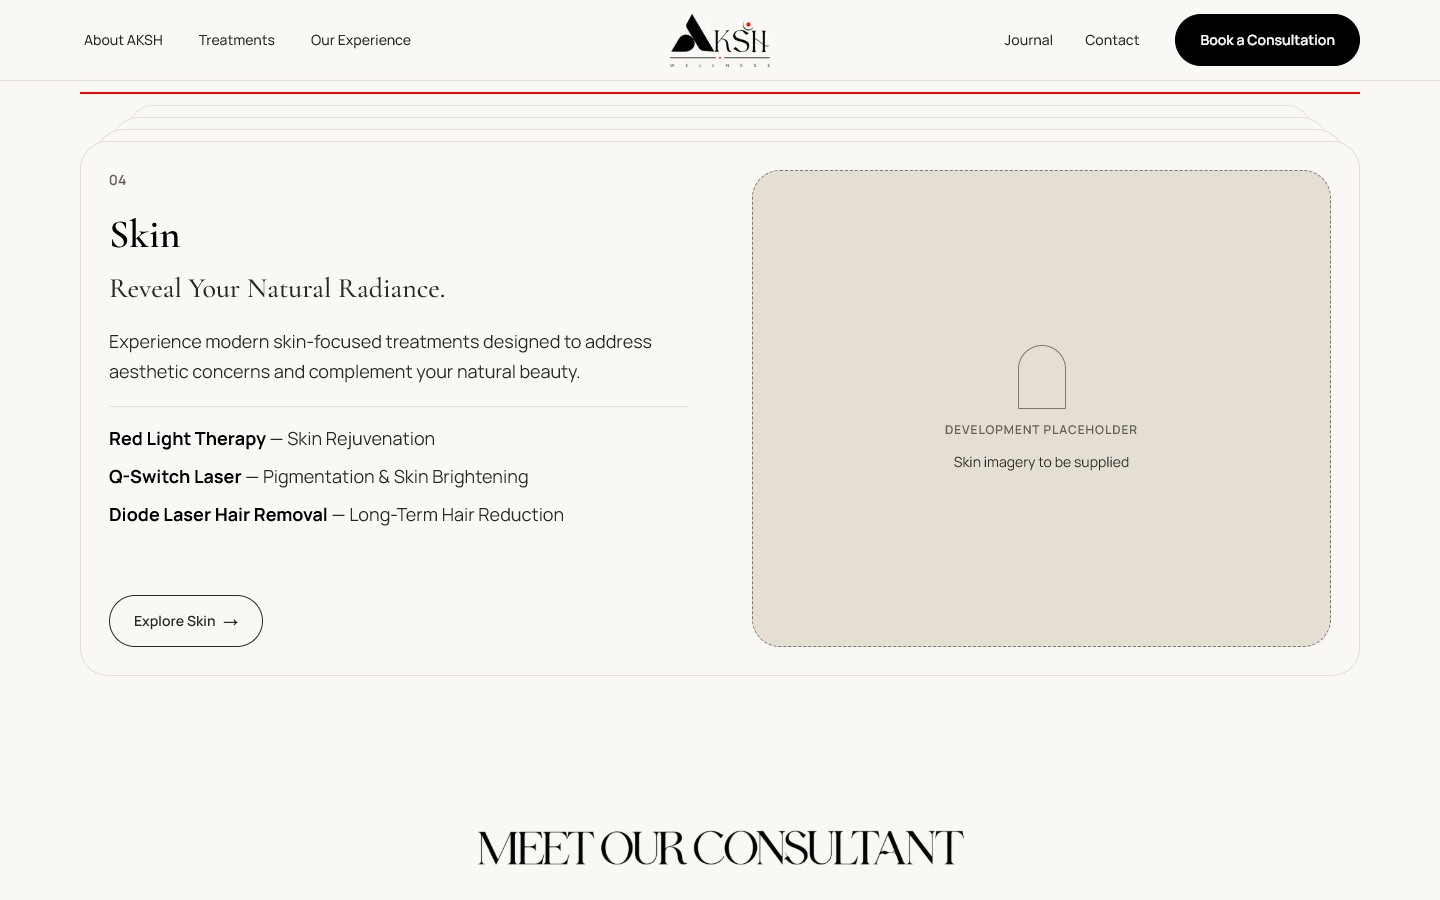 About AKSH
Treatments
Our Experience
AKSH
WELLNESS
Journal
Contact
Book a Consultation
04
Skin
Reveal Your Natural Radiance.
Experience modern skin-focused treatments designed to address
aesthetic concerns and complement your natural beauty.
Red Light Therapy — Skin Rejuvenation
Q-Switch Laser — Pigmentation & Skin Brightening
Diode Laser Hair Removal — Long-Term Hair Reduction
Explore Skin →
DEVELOPMENT PLACEHOLDER
Skin imagery to be supplied
MEET OUR CONSULTANT